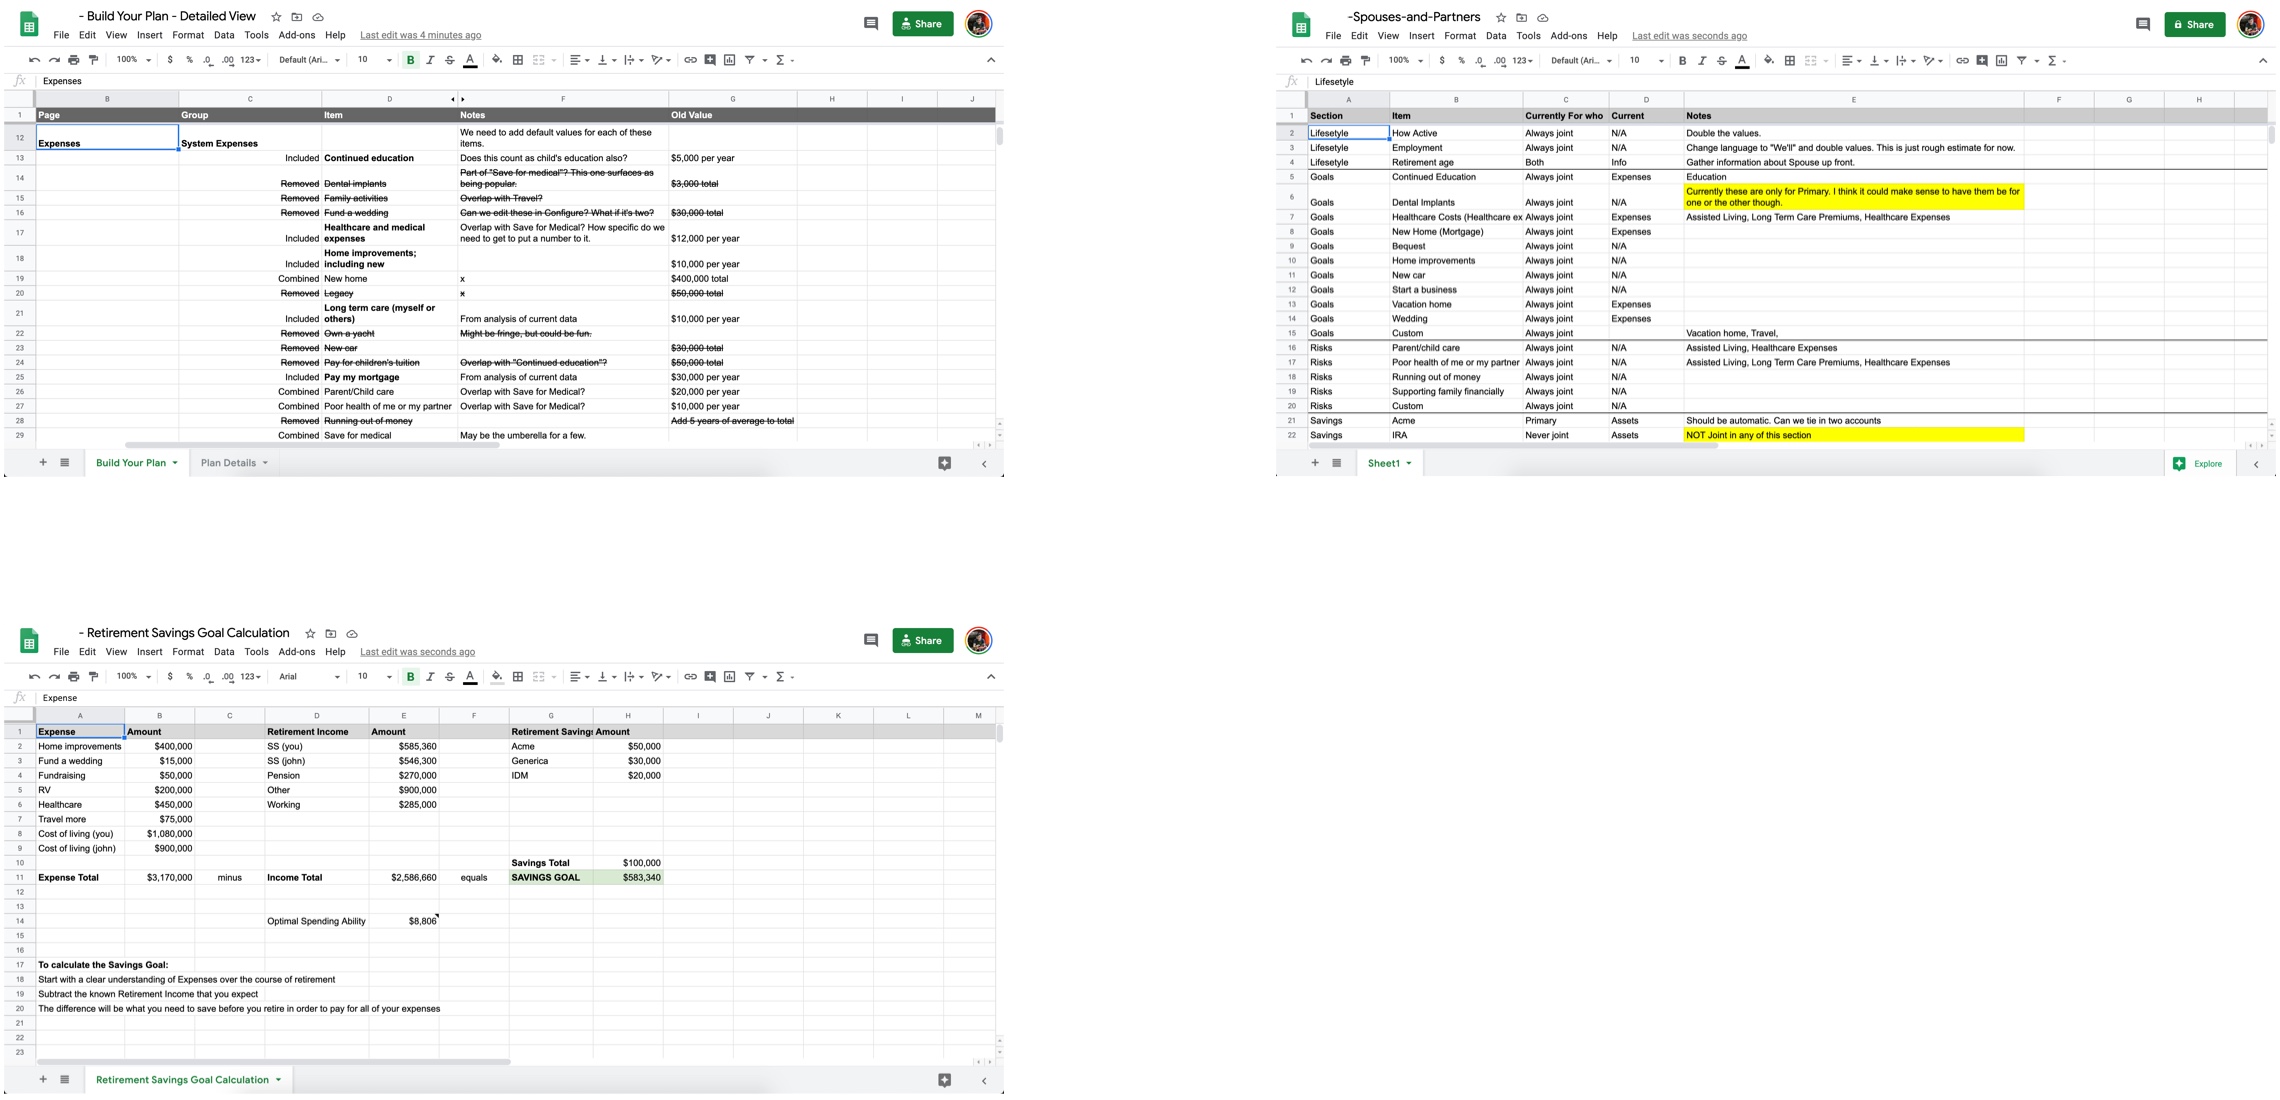 - Build Your Plan - Detailed View
Share
File Edit View Insert Format Data Tools Add-ons Help Last edit was 4 minutes ago
100% $ % .0 .00 123 Default (Ari... 10 B I S A
fx Expenses
B C D F G H I J
1 Page Group Item Notes Old Value
12 Expenses System Expenses We need to add default values for each of these items.
13 Included Continued education Does this count as child's education also? $5,000 per year
14 Removed Dental implants Part of "Save for medical"? This one surfaces as being popular. $3,000 total
15 Removed Family activities Overlap with Travel?
16 Removed Fund a wedding Can we edit these in Configure? What if it's two? $30,000 total
17 Included Healthcare and medical expenses Overlap with Save for Medical? How specific do we need to get to put a number to it. $12,000 per year
18 Included Home improvements; including new $10,000 per year
19 Combined New home x $400,000 total
20 Removed Legacy x $50,000 total
21 Included Long term care (myself or others) From analysis of current data $10,000 per year
22 Removed Own a yacht Might be fringe, but could be fun.
23 Removed New car $30,000 total
24 Removed Pay for children's tuition Overlap with "Continued education"? $50,000 total
25 Included Pay my mortgage From analysis of current data $30,000 per year
26 Combined Parent/Child care Overlap with Save for Medical? $20,000 per year
27 Combined Poor health of me or my partner Overlap with Save for Medical? $10,000 per year
28 Removed Running out of money Add 5 years of average to total
29 Combined Save for medical May be the umberella for a few.
Build Your Plan Plan Details
-Spouses-and-Partners
Share
File Edit View Insert Format Data Tools Add-ons Help Last edit was seconds ago
100% $ % .0 .00 123 Default (Ari... 10 B I S A
fx Lifesetyle
A B C D E F G H
1 Section Item Currently For who Current Notes
2 Lifesetyle How Active Always joint N/A Double the values.
3 Lifesetyle Employment Always joint N/A Change language to "We'll" and double values. This is just rough estimate for now.
4 Lifesetyle Retirement age Both Info Gather information about Spouse up front.
5 Goals Continued Education Always joint Expenses Education
6 Goals Dental Implants Always joint N/A Currently these are only for Primary. I think it could make sense to have them be for one or the other though.
7 Goals Healthcare Costs (Healthcare ex Always joint Expenses Assisted Living, Long Term Care Premiums, Healthcare Expenses
8 Goals New Home (Mortgage) Always joint Expenses
9 Goals Bequest Always joint N/A
10 Goals Home improvements Always joint N/A
11 Goals New car Always joint N/A
12 Goals Start a business Always joint N/A
13 Goals Vacation home Always joint Expenses
14 Goals Wedding Always joint Expenses
15 Goals Custom Always joint Vacation home, Travel,
16 Risks Parent/child care Always joint N/A Assisted Living, Healthcare Expenses
17 Risks Poor health of me or my partner Always joint N/A Assisted Living, Long Term Care Premiums, Healthcare Expenses
18 Risks Running out of money Always joint N/A
19 Risks Supporting family financially Always joint N/A
20 Risks Custom Always joint N/A
21 Savings Acme Primary Assets Should be automatic. Can we tie in two accounts
22 Savings IRA Never joint Assets NOT Joint in any of this section
Sheet1 Explore
- Retirement Savings Goal Calculation
Share
File Edit View Insert Format Data Tools Add-ons Help Last edit was seconds ago
100% $ % .0 .00 123 Arial 10 B I S A
fx Expense
A B C D E F G H I J K L M
1 Expense Amount Retirement Income Amount Retirement Savings Amount
2 Home improvements $400,000 SS (you) $585,360 Acme $50,000
3 Fund a wedding $15,000 SS (john) $546,300 Generica $30,000
4 Fundraising $50,000 Pension $270,000 IDM $20,000
5 RV $200,000 Other $900,000
6 Healthcare $450,000 Working $285,000
7 Travel more $75,000
8 Cost of living (you) $1,080,000
9 Cost of living (john) $900,000
10 Savings Total $100,000
11 Expense Total $3,170,000 minus Income Total $2,586,660 equals SAVINGS GOAL $583,340
12
13
14 Optimal Spending Ability $8,806
15
16
17 To calculate the Savings Goal:
18 Start with a clear understanding of Expenses over the course of retirement
19 Subtract the known Retirement Income that you expect
20 The difference will be what you need to save before you retire in order to pay for all of your expenses
21
22
23
Retirement Savings Goal Calculation